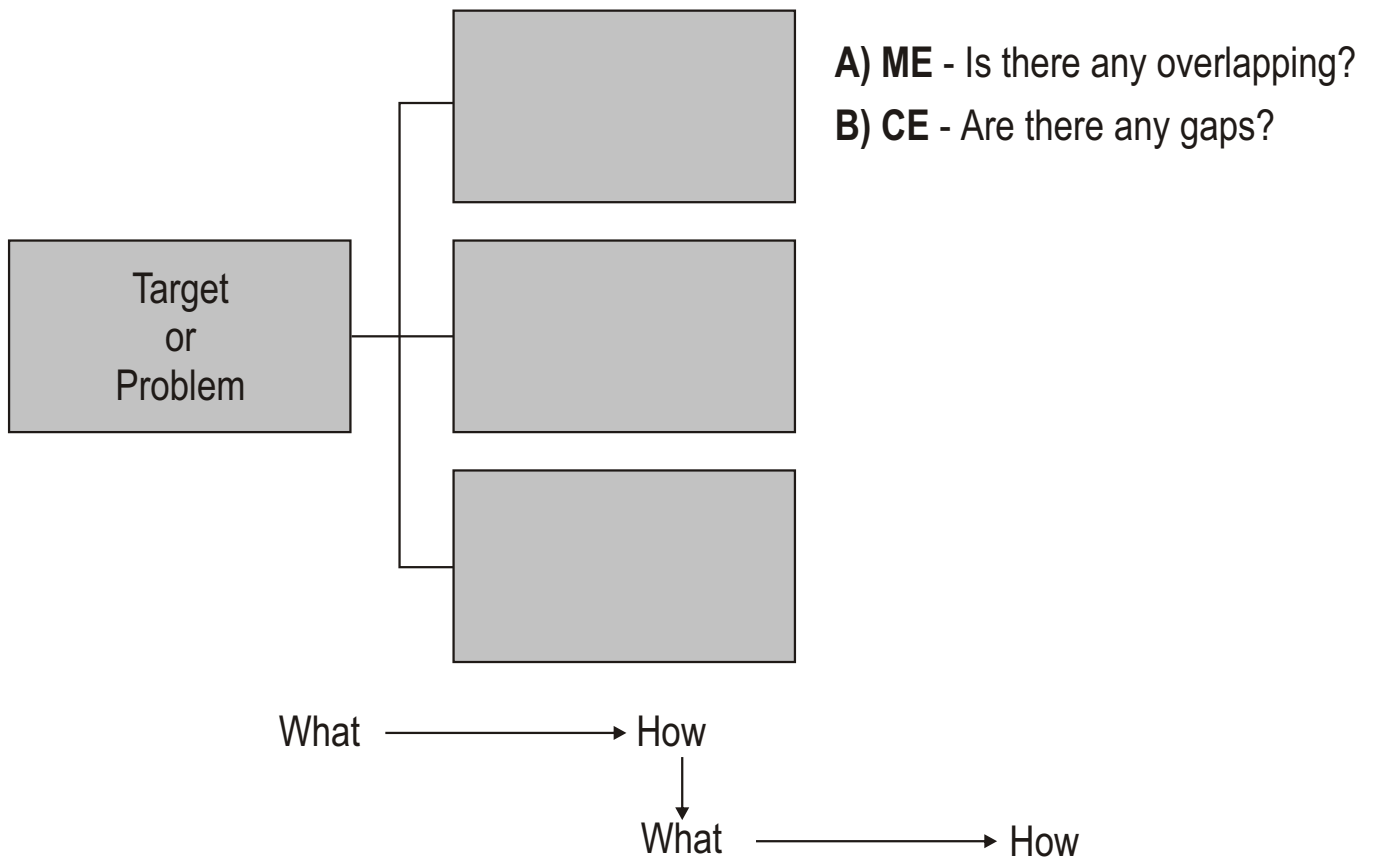 A) ME - Is there any overlapping?
B) CE - Are there any gaps?
Target
or
Problem
What How
What How